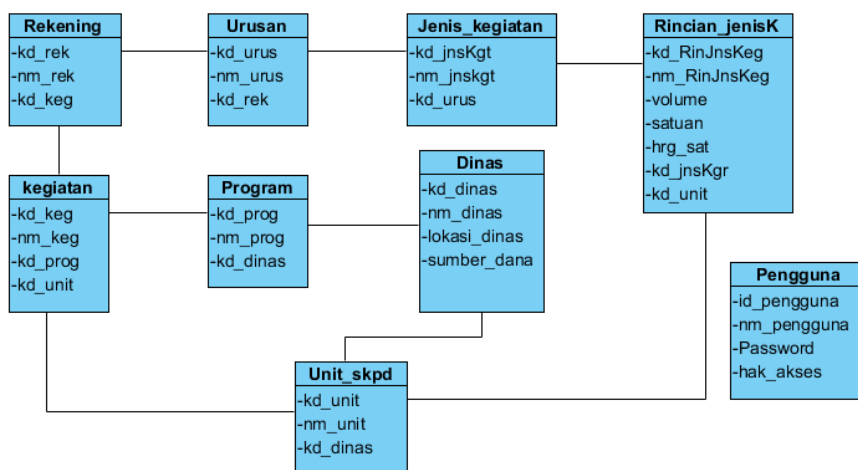 Rekening
-kd_rek
-nm_rek
-kd_keg
Urusan
-kd_urus
-nm_urus
-kd_rek
Jenis_kegiatan
-kd_jnsKgt
-nm_jnskgt
-kd_urus
Rincian_jenisK
-kd_RinJnsKeg
-nm_RinJnsKeg
-volume
-satuan
-hrg_sat
-kd_jnsKgr
-kd_unit
kegiatan
-kd_keg
-nm_keg
-kd_prog
-kd_unit
Program
-kd_prog
-nm_prog
-kd_dinas
Dinas
-kd_dinas
-nm_dinas
-lokasi_dinas
-sumber_dana
Pengguna
-id_pengguna
-nm_pengguna
-Password
-hak_akses
Unit_skpd
-kd_unit
-nm_unit
-kd_dinas